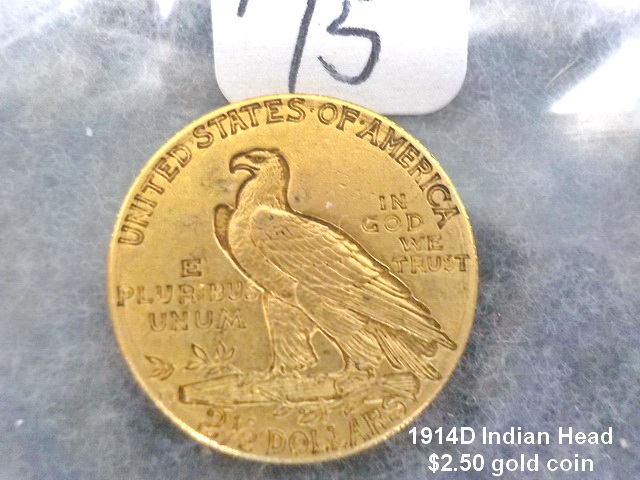 75
UNITED STATES OF AMERICA
IN
GOD
WE
TRUST
E
PLURIBUS
UNUM
2½ DOLLARS
1914D Indian Head
$2.50 gold coin